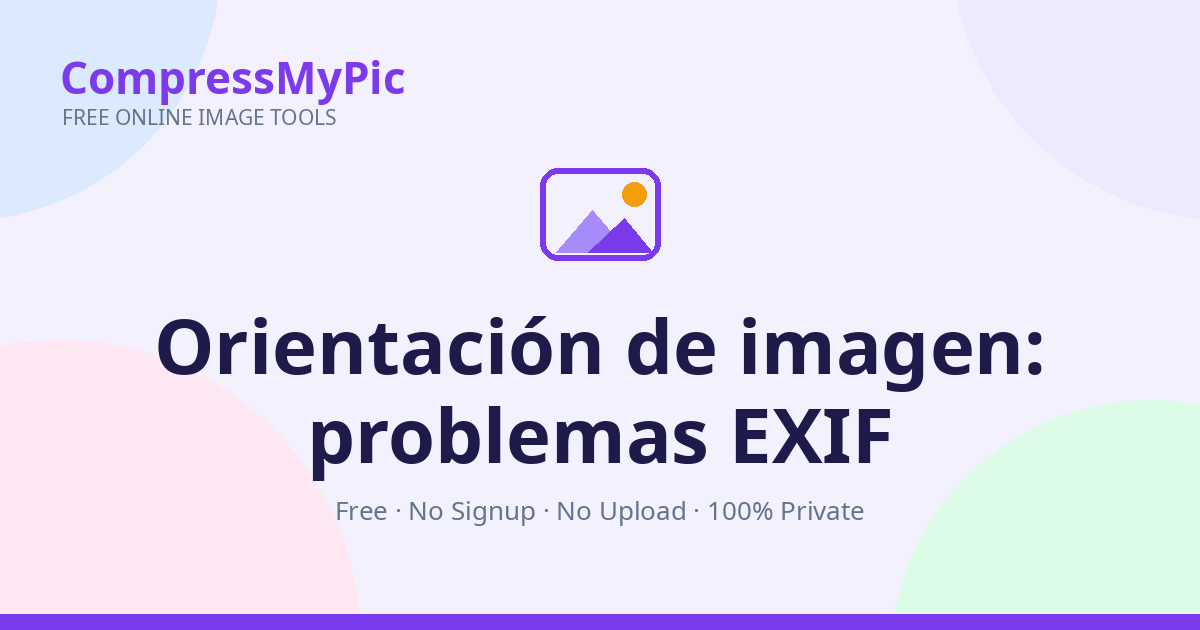 CompressMyPic
FREE ONLINE IMAGE TOOLS
Orientación de imagen:
problemas EXIF
Free · No Signup · No Upload · 100% Private